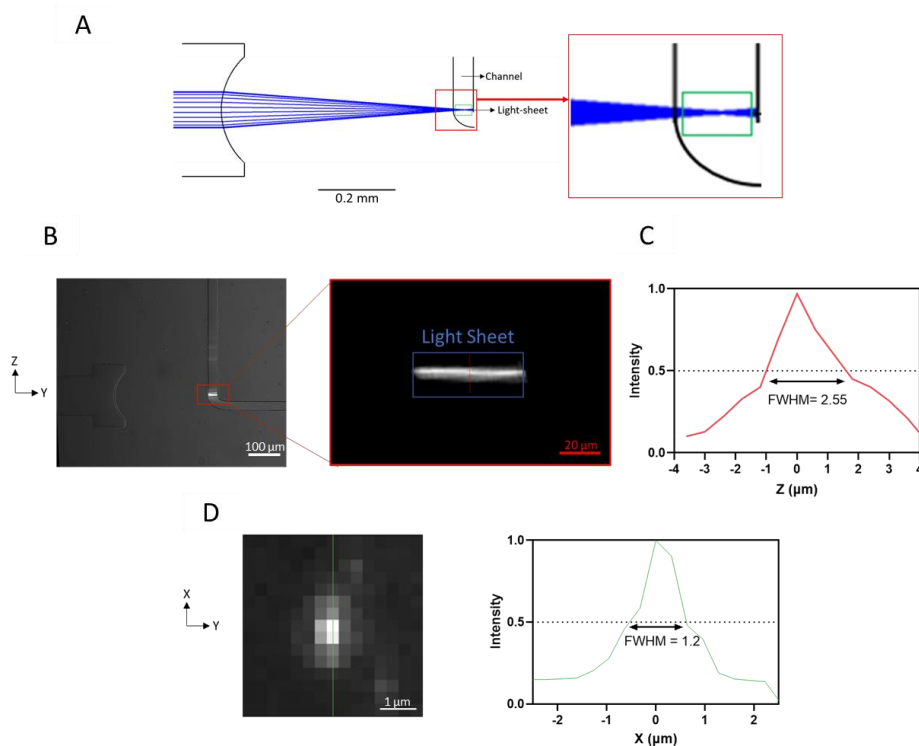 A
Channel
Light-sheet
0.2 mm
B
Z
Y
100 µm
Light Sheet
20 µm
C
Intensity
1.0
0.5
0.0
FWHM= 2.55
-4 -3 -2 -1 0 1 2 3 4
Z (µm)
D
X
Y
1 µm
Intensity
1.0
0.5
0.0
FWHM = 1.2
-2 -1 0 1 2
X (µm)